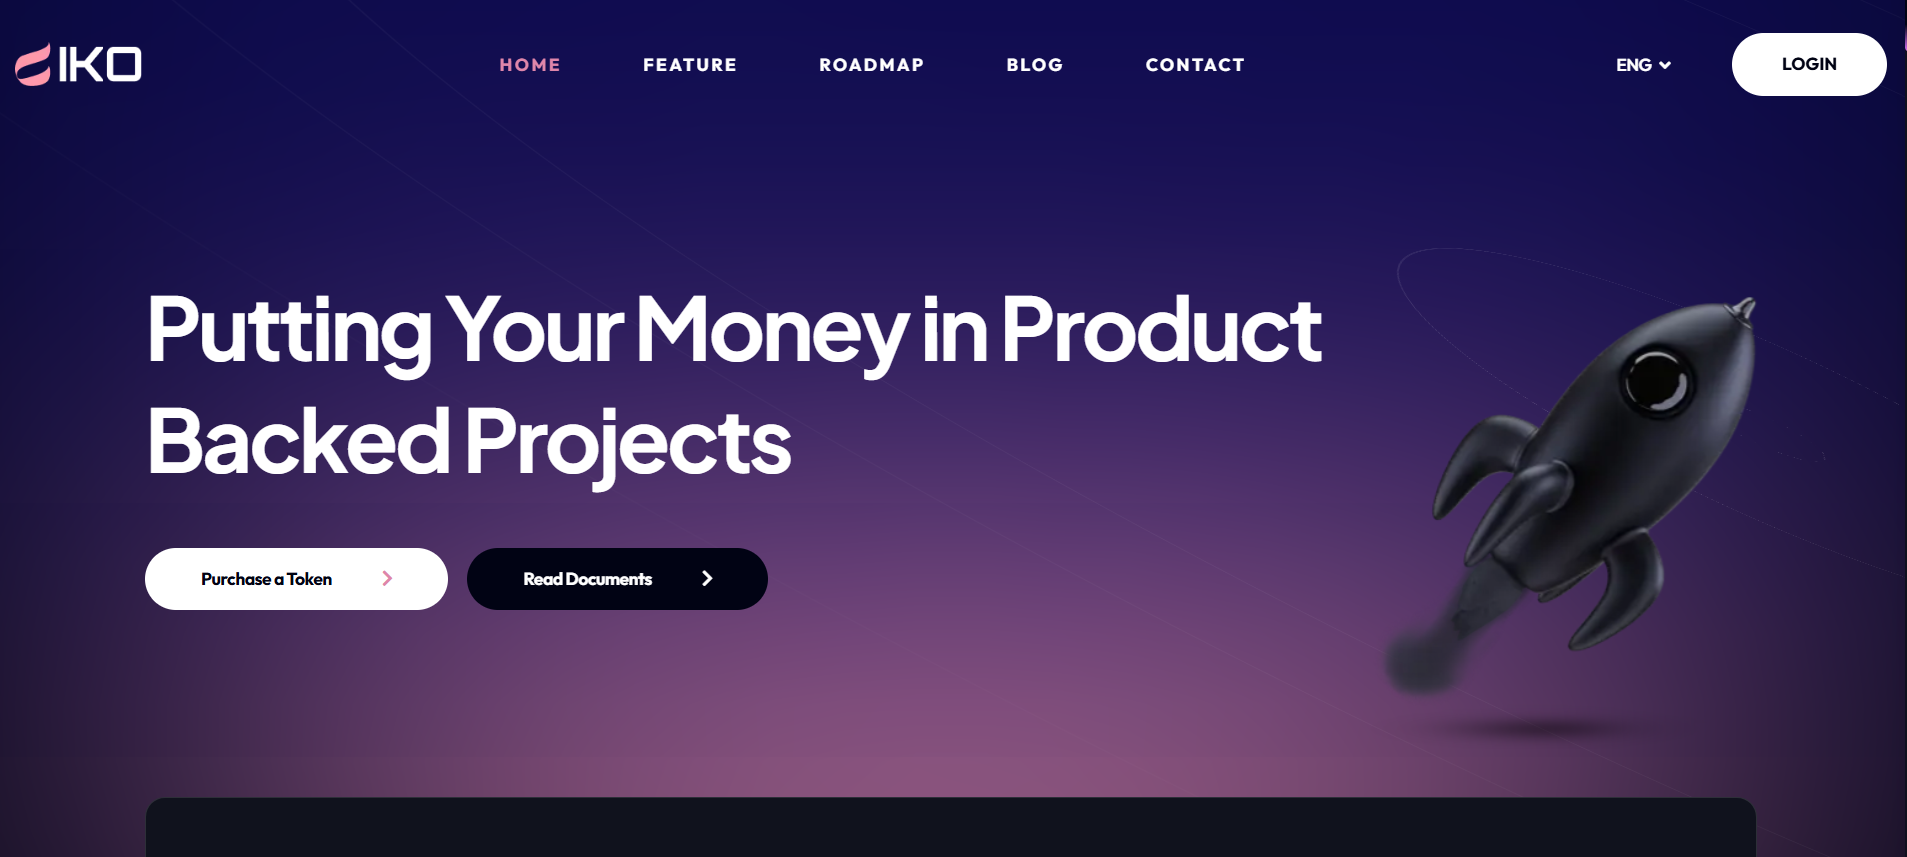 IKO
HOME
FEATURE
ROADMAP
BLOG
CONTACT
ENG
LOGIN
Putting Your Money in Product
Backed Projects
Purchase a Token
Read Documents